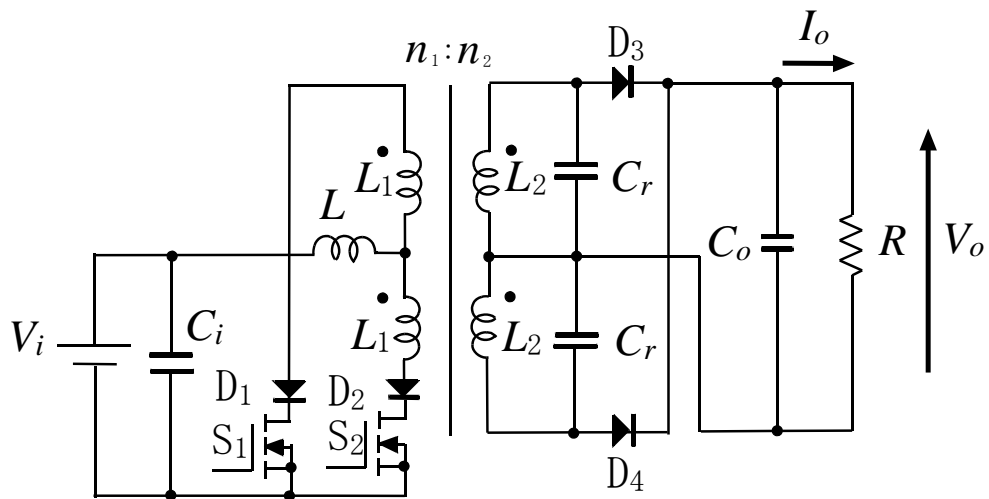 n₁:n₂
D₃
Iₒ
L₁
L₂
Cᵣ
L
Cₒ
R
Vₒ
Vᵢ
Cᵢ
L₁
L₂
Cᵣ
D₁
D₂
S₁
S₂
D₄